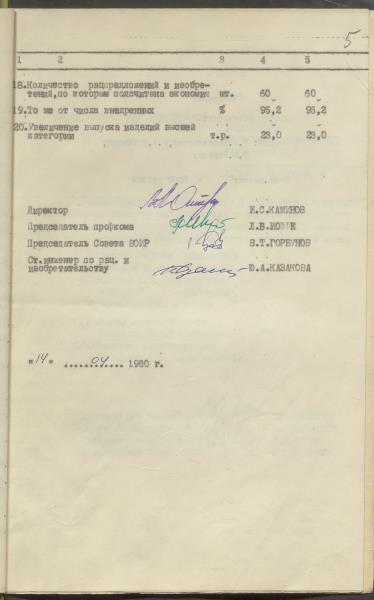 5
1 2 3 4 5
18.Количество рацпредложений и изобре-
тений,по которым подсчитана экономия шт. 60 60
19.То же от числа внедренных % 95,2 95,2
20.Увеличение выпуска изделий высшей
категории т.р. 23,0 23,0
Директор И.С.КАМИНОВ
Председатель профкома Л.В.ИОФФЕ
Председатель Совета ВОИР В.Т.ГОРБУНОВ
Ст.инженер по рац. и
изобретательству Ю.А.КАЗАКОВА
"14" ....04.... 1980 г.